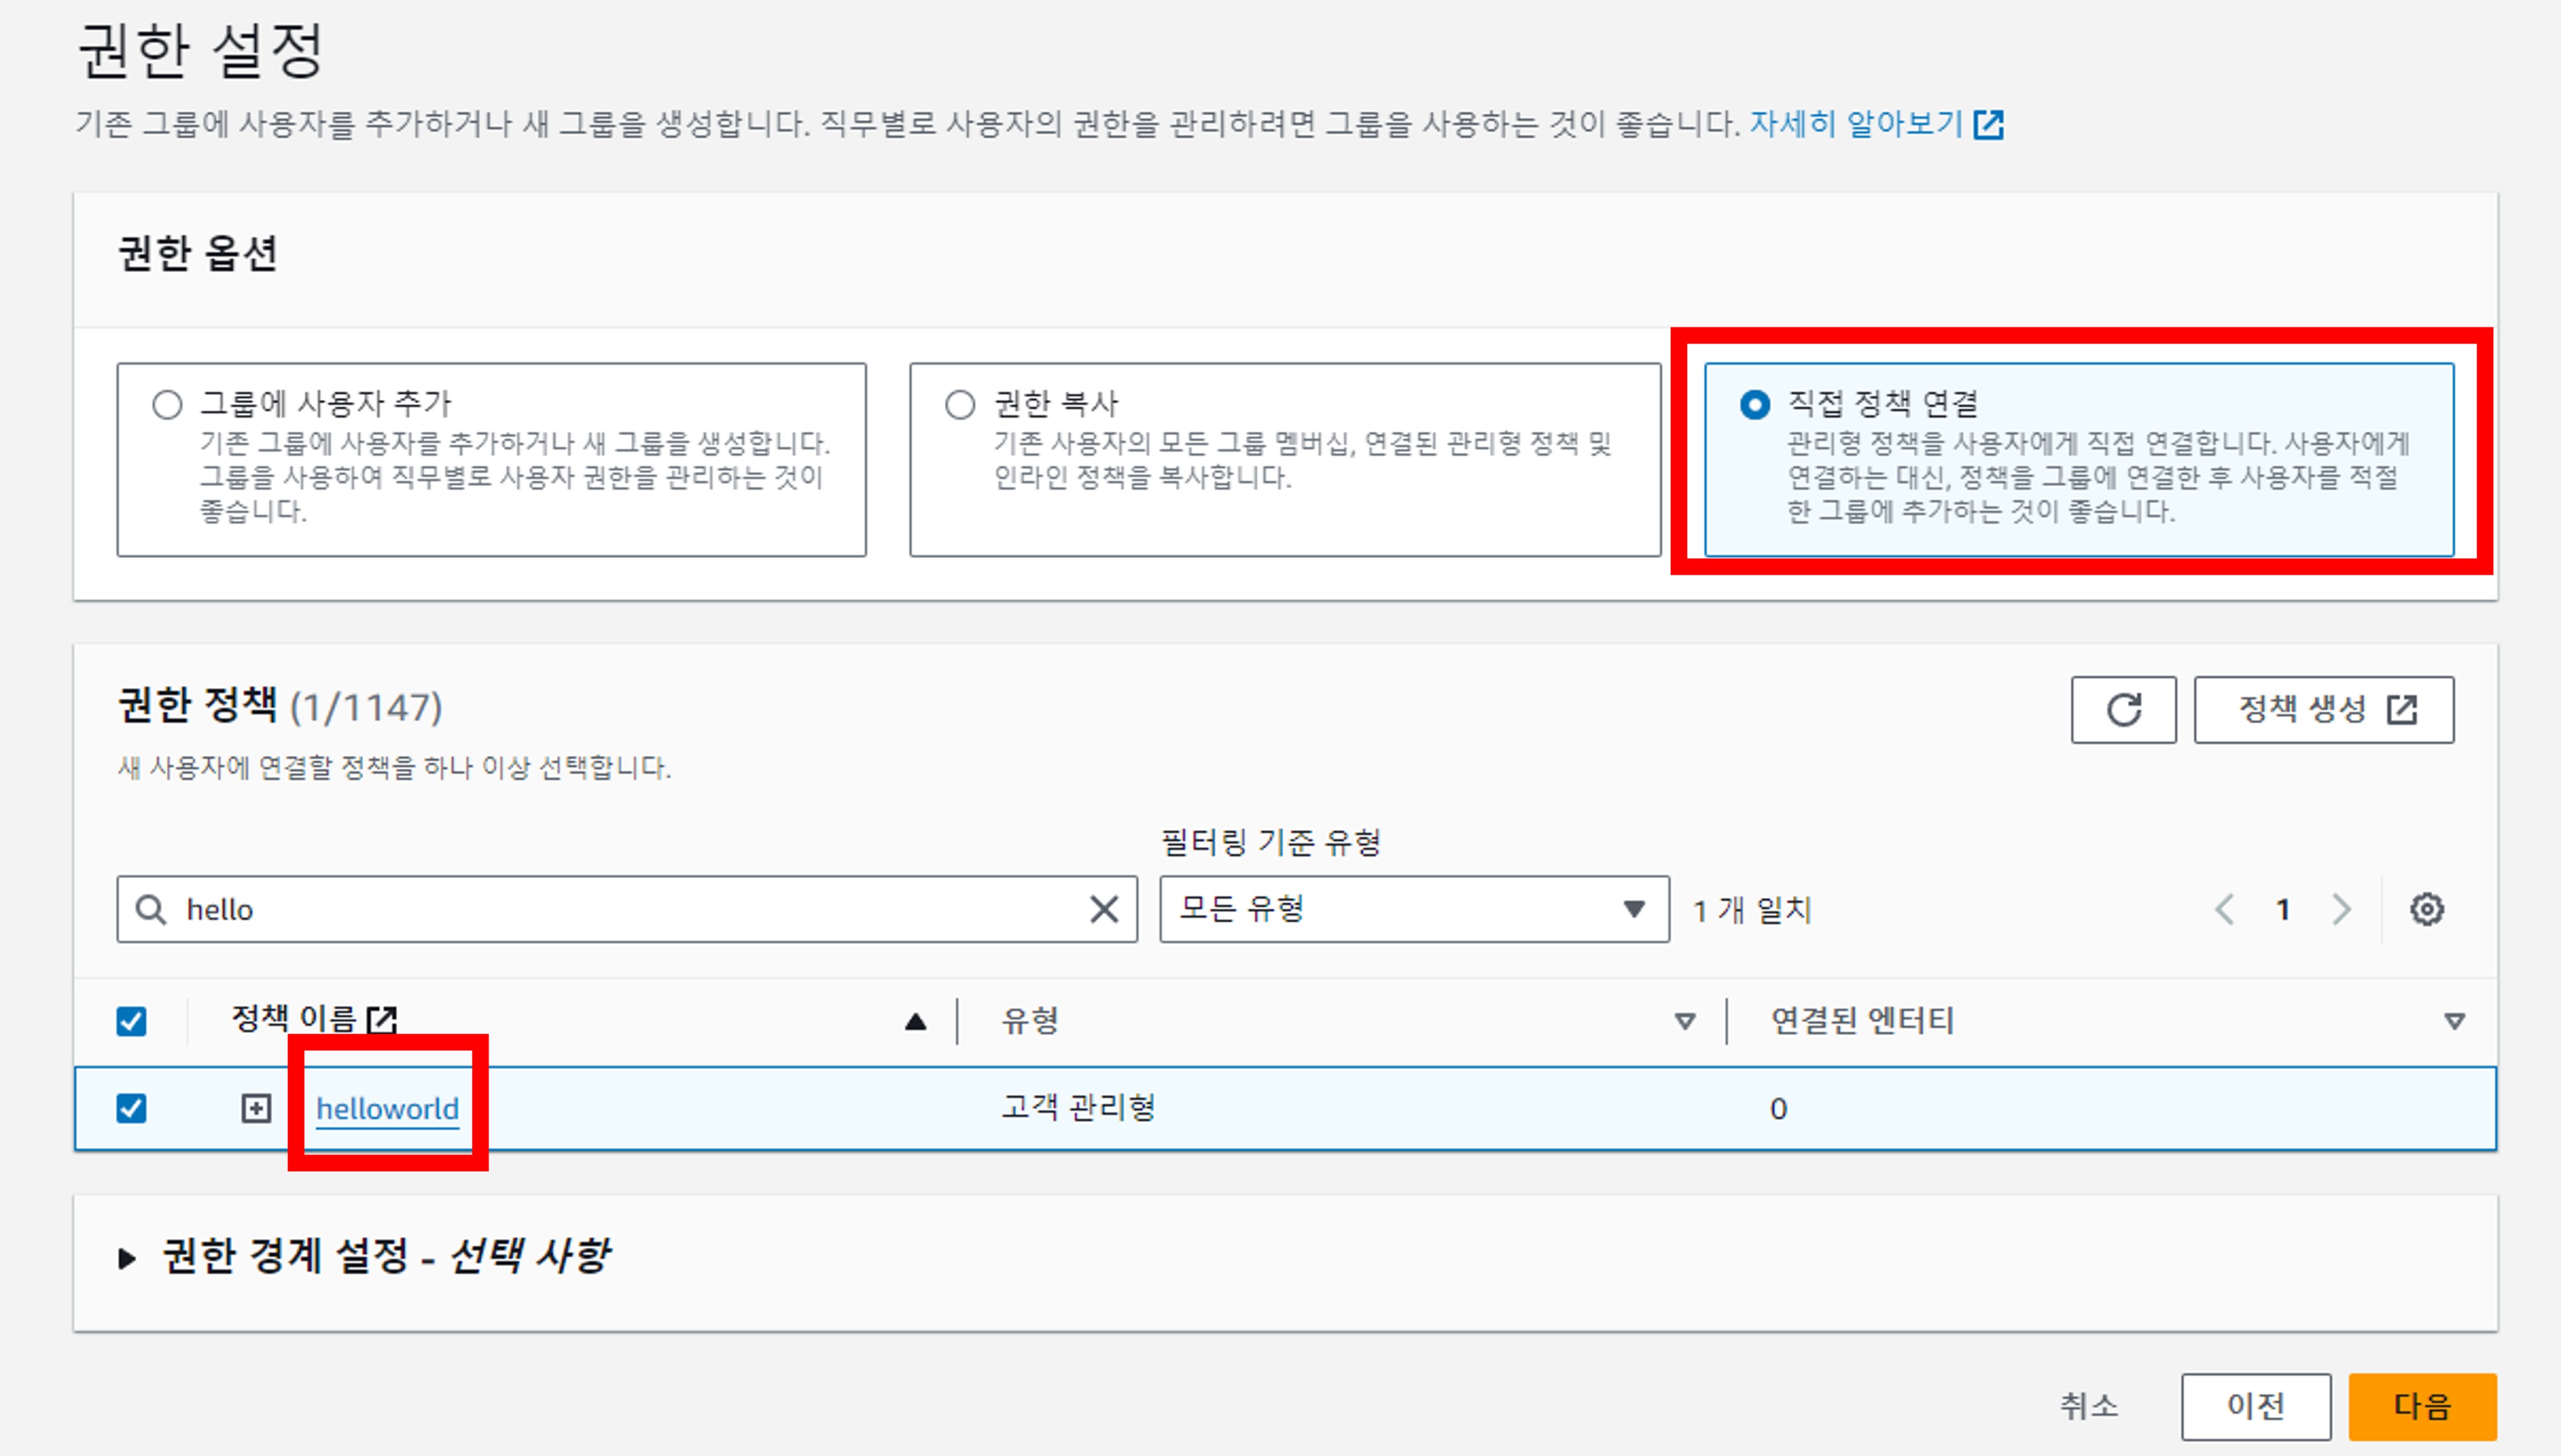 권한 설정
기존 그룹에 사용자를 추가하거나 새 그룹을 생성합니다. 직무별로 사용자의 권한을 관리하려면 그룹을 사용하는 것이 좋습니다. 자세히 알아보기
권한 옵션
그룹에 사용자 추가
기존 그룹에 사용자를 추가하거나 새 그룹을 생성합니다.
그룹을 사용하여 직무별로 사용자 권한을 관리하는 것이
좋습니다.
권한 복사
기존 사용자의 모든 그룹 멤버십, 연결된 관리형 정책 및
인라인 정책을 복사합니다.
직접 정책 연결
관리형 정책을 사용자에게 직접 연결합니다. 사용자에게
연결하는 대신, 정책을 그룹에 연결한 후 사용자를 적절
한 그룹에 추가하는 것이 좋습니다.
권한 정책 (1/1147)
정책 생성
새 사용자에 연결할 정책을 하나 이상 선택합니다.
필터링 기준 유형
hello
모든 유형
1 개 일치
1
정책 이름
유형
연결된 엔터티
helloworld
고객 관리형
0
권한 경계 설정 - 선택 사항
취소
이전
다음